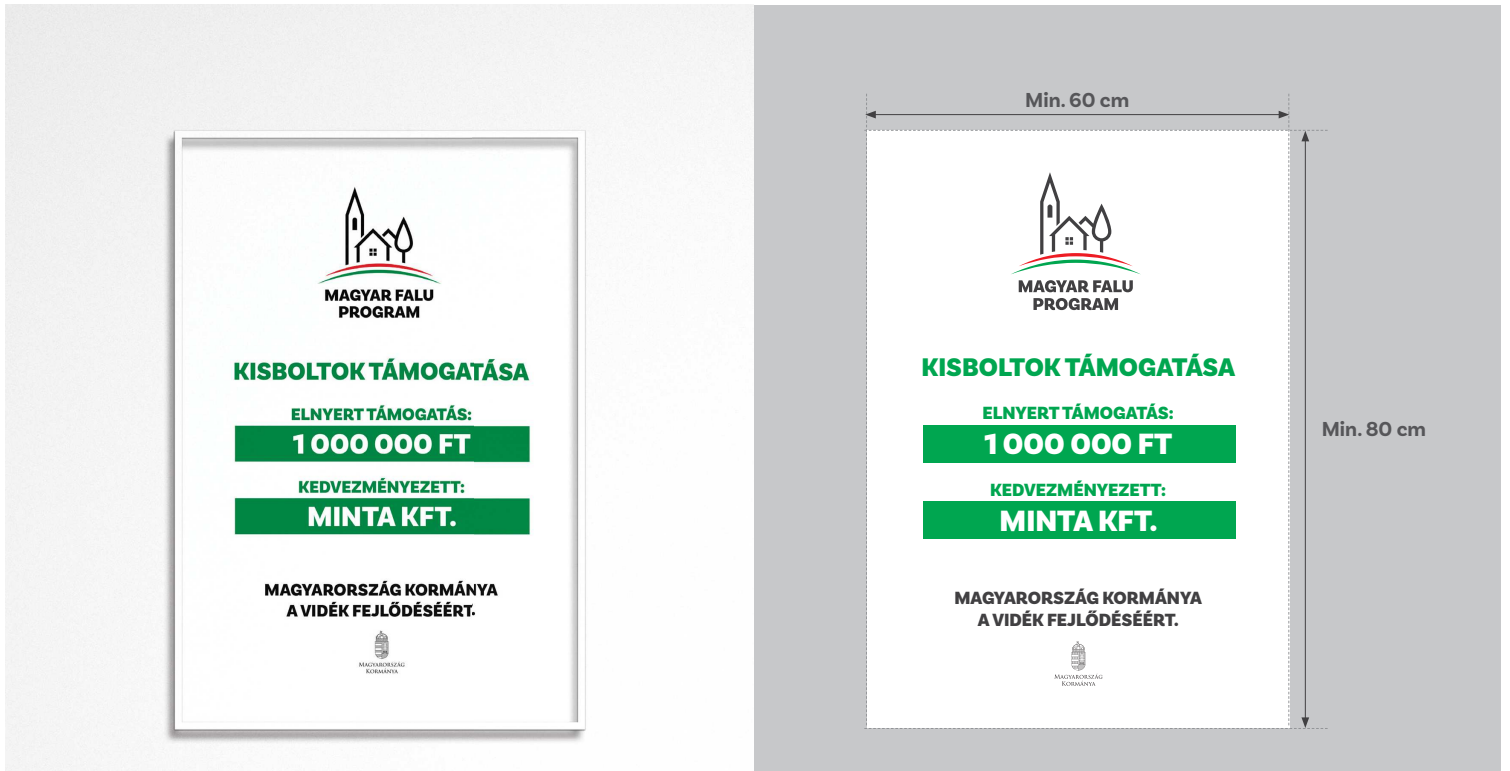 MAGYAR FALU
PROGRAM
KISBOLTOK TÁMOGATÁSA
ELNYERT TÁMOGATÁS:
1 000 000 FT
KEDVEZMÉNYEZETT:
MINTA KFT.
MAGYARORSZÁG KORMÁNYA
A VIDÉK FEJLŐDÉSÉÉRT.
MAGYARORSZÁG
KORMÁNYA
Min. 60 cm
MAGYAR FALU
PROGRAM
KISBOLTOK TÁMOGATÁSA
ELNYERT TÁMOGATÁS:
1 000 000 FT
KEDVEZMÉNYEZETT:
MINTA KFT.
MAGYARORSZÁG KORMÁNYA
A VIDÉK FEJLŐDÉSÉÉRT.
MAGYARORSZÁG
KORMÁNYA
Min. 80 cm